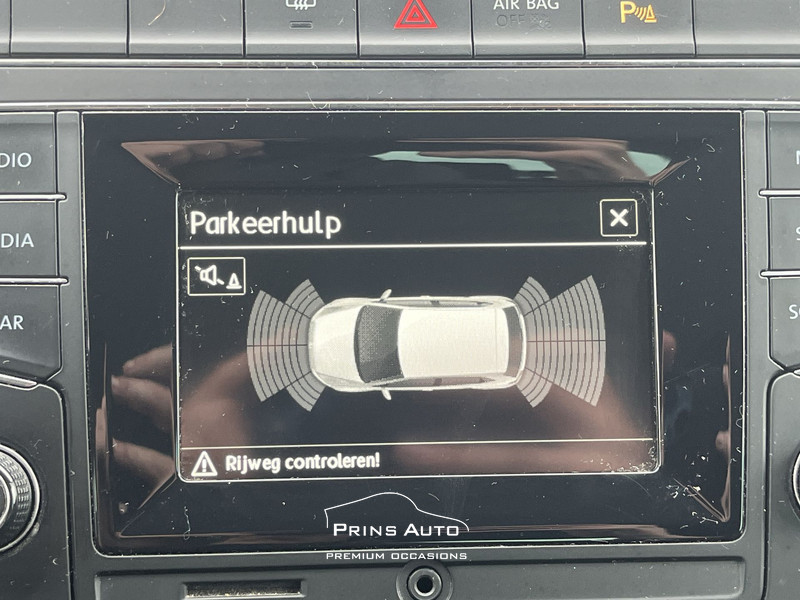 AIR BAG
OFF
P
DIO
DIA
AR
Parkeerhulp
Rijweg controleren!
PRINS AUTO
PREMIUM OCCASIONS